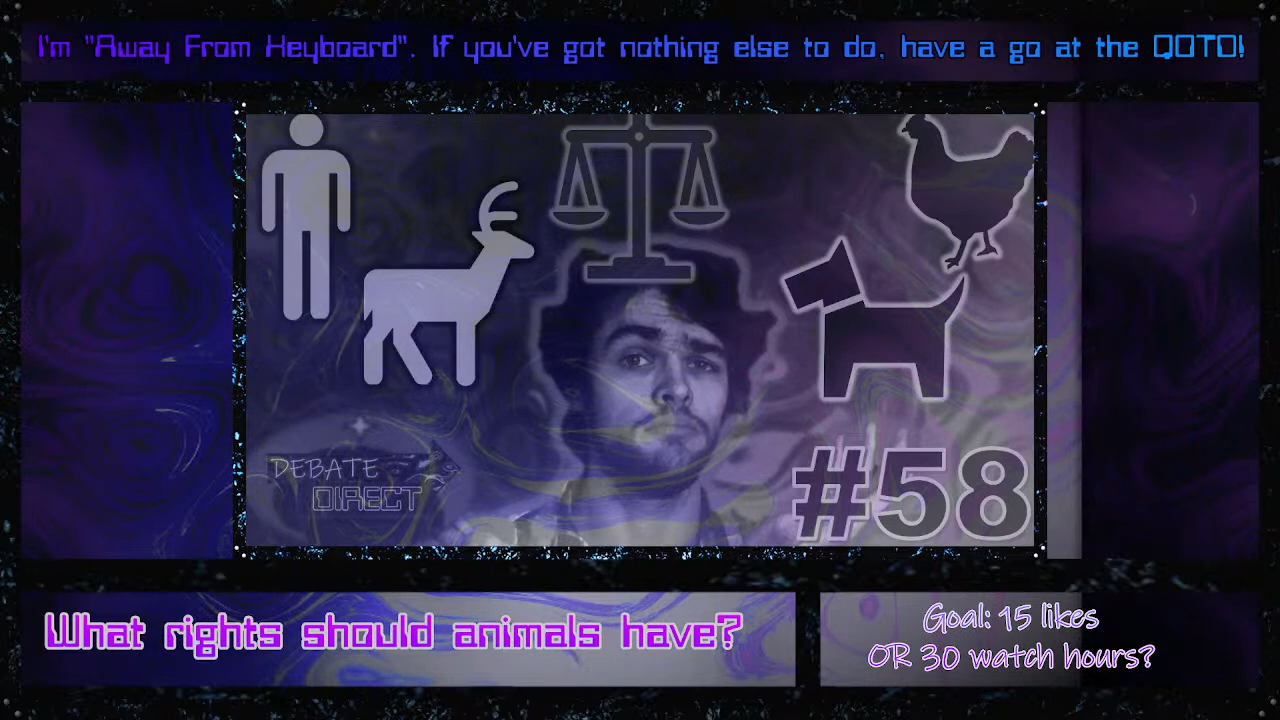 I'm "Away From Keyboard". If you've got nothing else to do, have a go at the QOTD!
DEBATE
DIRECT
#58
What rights should animals have?
Goal: 15 likes
OR 30 watch hours?